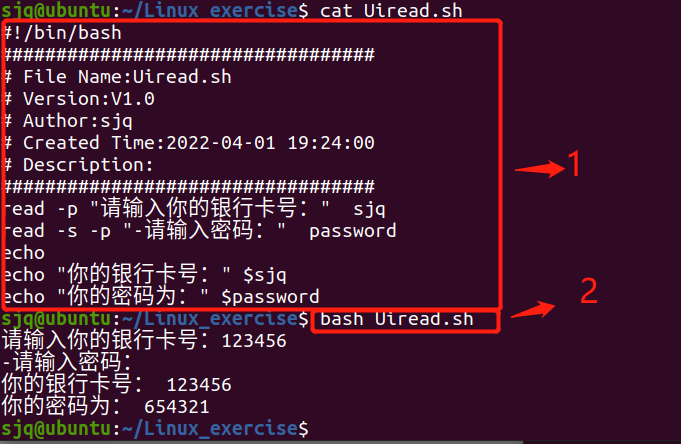 sjq@ubuntu:~/Linux_exercise$ cat Uiread.sh
#!/bin/bash
##################################
# File Name:Uiread.sh
# Version:V1.0
# Author:sjq
# Created Time:2022-04-01 19:24:00
# Description:
##################################
read -p "请输入你的银行卡号：" sjq
read -s -p "-请输入密码：" password
echo
echo "你的银行卡号：" $sjq
echo "你的密码为：" $password
1
sjq@ubuntu:~/Linux_exercise$ bash Uiread.sh
2
请输入你的银行卡号：123456
-请输入密码：
你的银行卡号： 123456
你的密码为： 654321
sjq@ubuntu:~/Linux_exercise$